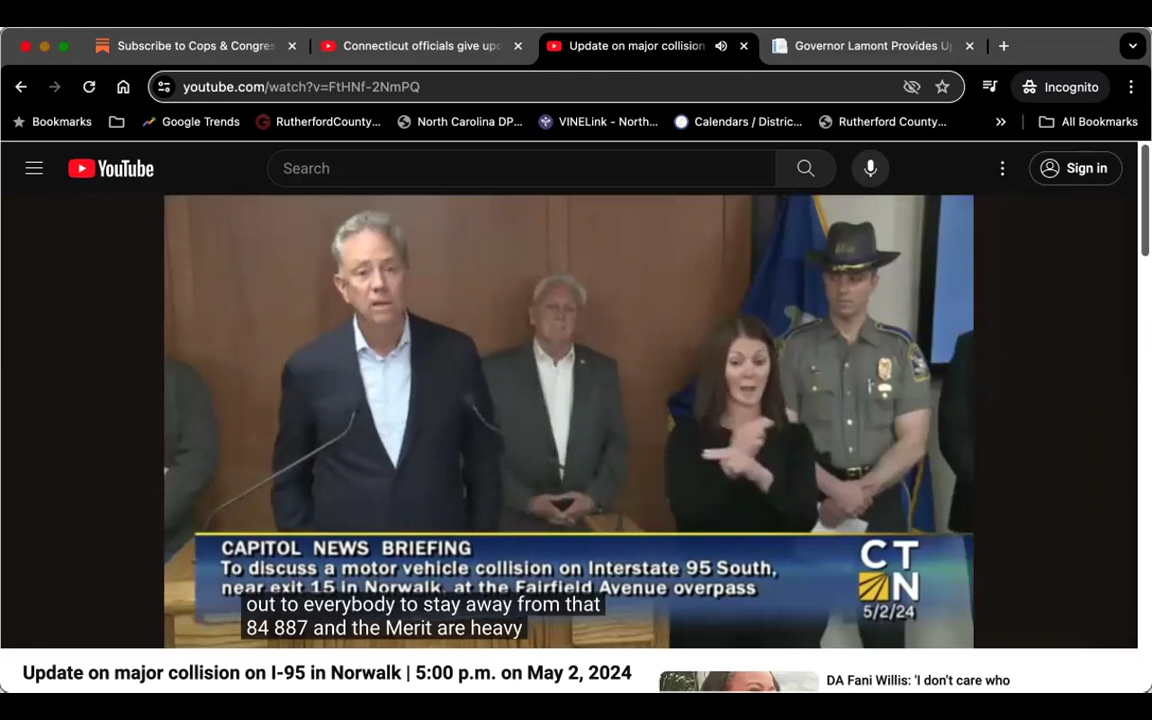 Subscribe to Cops & Congres
Connecticut officials give upd
Update on major collision
Governor Lamont Provides U
youtube.com/watch?v=FtHNf-2NmPQ
Incognito
Bookmarks
Google Trends
RutherfordCounty...
North Carolina DP...
VINELink - North...
Calendars / Distric...
Rutherford County...
All Bookmarks
YouTube
Search
Sign in
CAPITOL NEWS BRIEFING
To discuss a motor vehicle collision on Interstate 95 South,
near exit 15 in Norwalk, at the Fairfield Avenue overpass
CT
N
5/2/24
out to everybody to stay away from that
84 887 and the Merit are heavy
Update on major collision on I-95 in Norwalk | 5:00 p.m. on May 2, 2024
DA Fani Willis: 'I don't care who